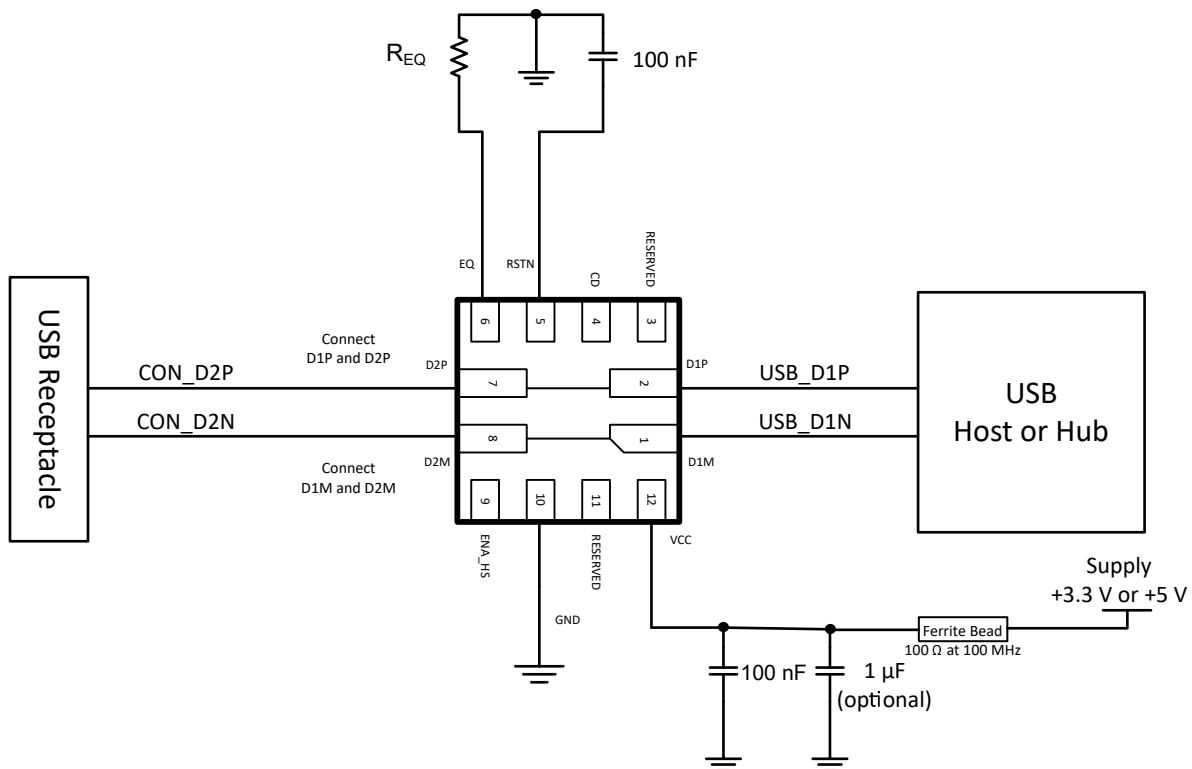 R_EQ
100 nF
RESERVED
EQ
RSTN
CD
6
5
4
3
USB Receptacle
Connect
D1P and D2P
D2P
D1P
CON_D2P
7
2
USB_D1P
USB
Host or Hub
CON_D2N
8
1
USB_D1N
D2M
D1M
Connect
D1M and D2M
9
10
11
12
ENA_HS
RESERVED
VCC
GND
Supply
+3.3 V or +5 V
Ferrite Bead
100 Ω at 100 MHz
100 nF
1 µF
(optional)